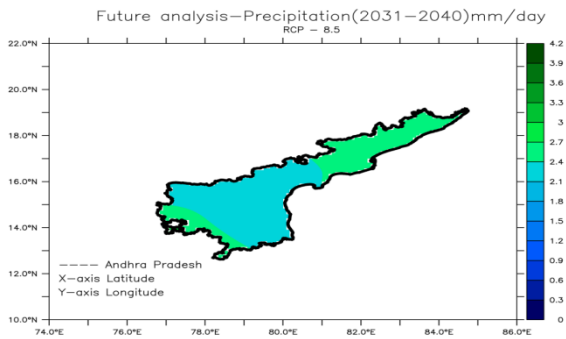 Future analysis−Precipitation(2031−2040)mm/day
RCP − 8.5
22.0°N
20.0°N
18.0°N
16.0°N
14.0°N
12.0°N
10.0°N
---- Andhra Pradesh
X−axis Latitude
Y−axis Longitude
74.0°E 76.0°E 78.0°E 80.0°E 82.0°E 84.0°E 86.0°E
4.2
3.9
3.6
3.3
3
2.7
2.4
2.1
1.8
1.5
1.2
0.9
0.6
0.3
0